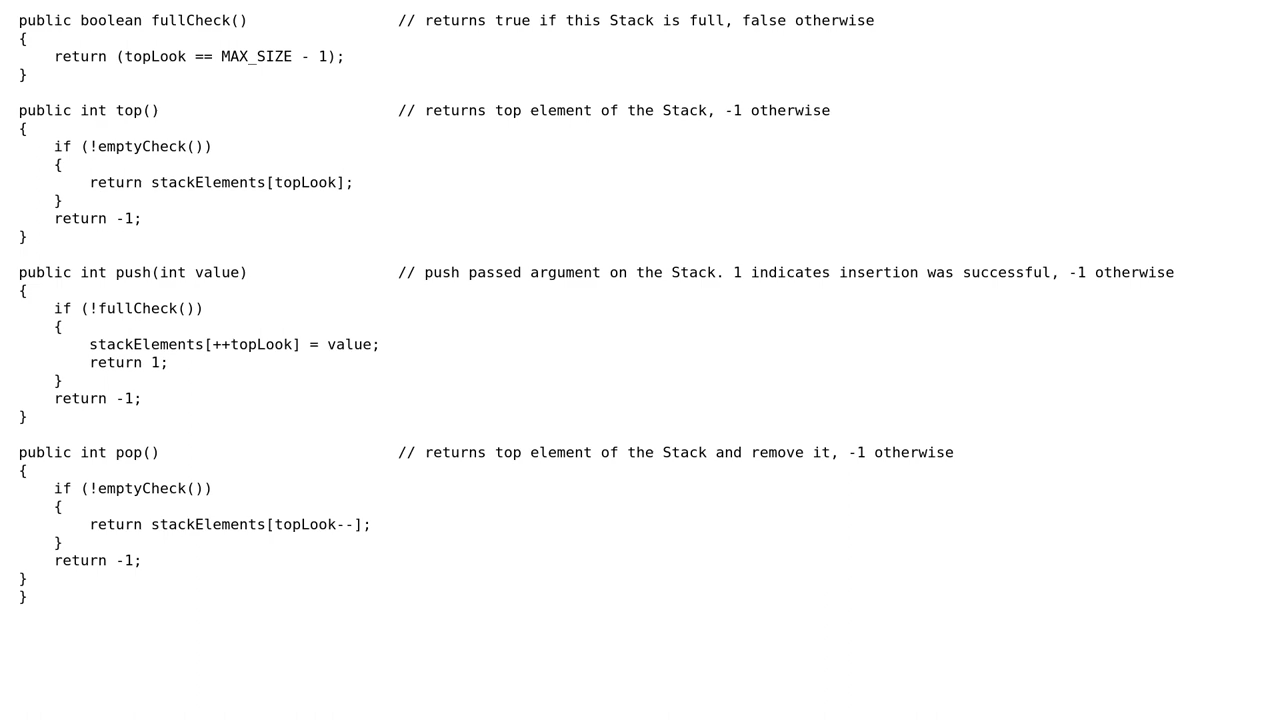 public boolean fullCheck()                 // returns true if this Stack is full, false otherwise
{
    return (topLook == MAX_SIZE - 1);
}

public int top()                           // returns top element of the Stack, -1 otherwise
{
    if (!emptyCheck())
    {
        return stackElements[topLook];
    }
    return -1;
}

public int push(int value)                 // push passed argument on the Stack. 1 indicates insertion was successful, -1 otherwise
{
    if (!fullCheck())
    {
        stackElements[++topLook] = value;
        return 1;
    }
    return -1;
}

public int pop()                           // returns top element of the Stack and remove it, -1 otherwise
{
    if (!emptyCheck())
    {
        return stackElements[topLook--];
    }
    return -1;
}
}